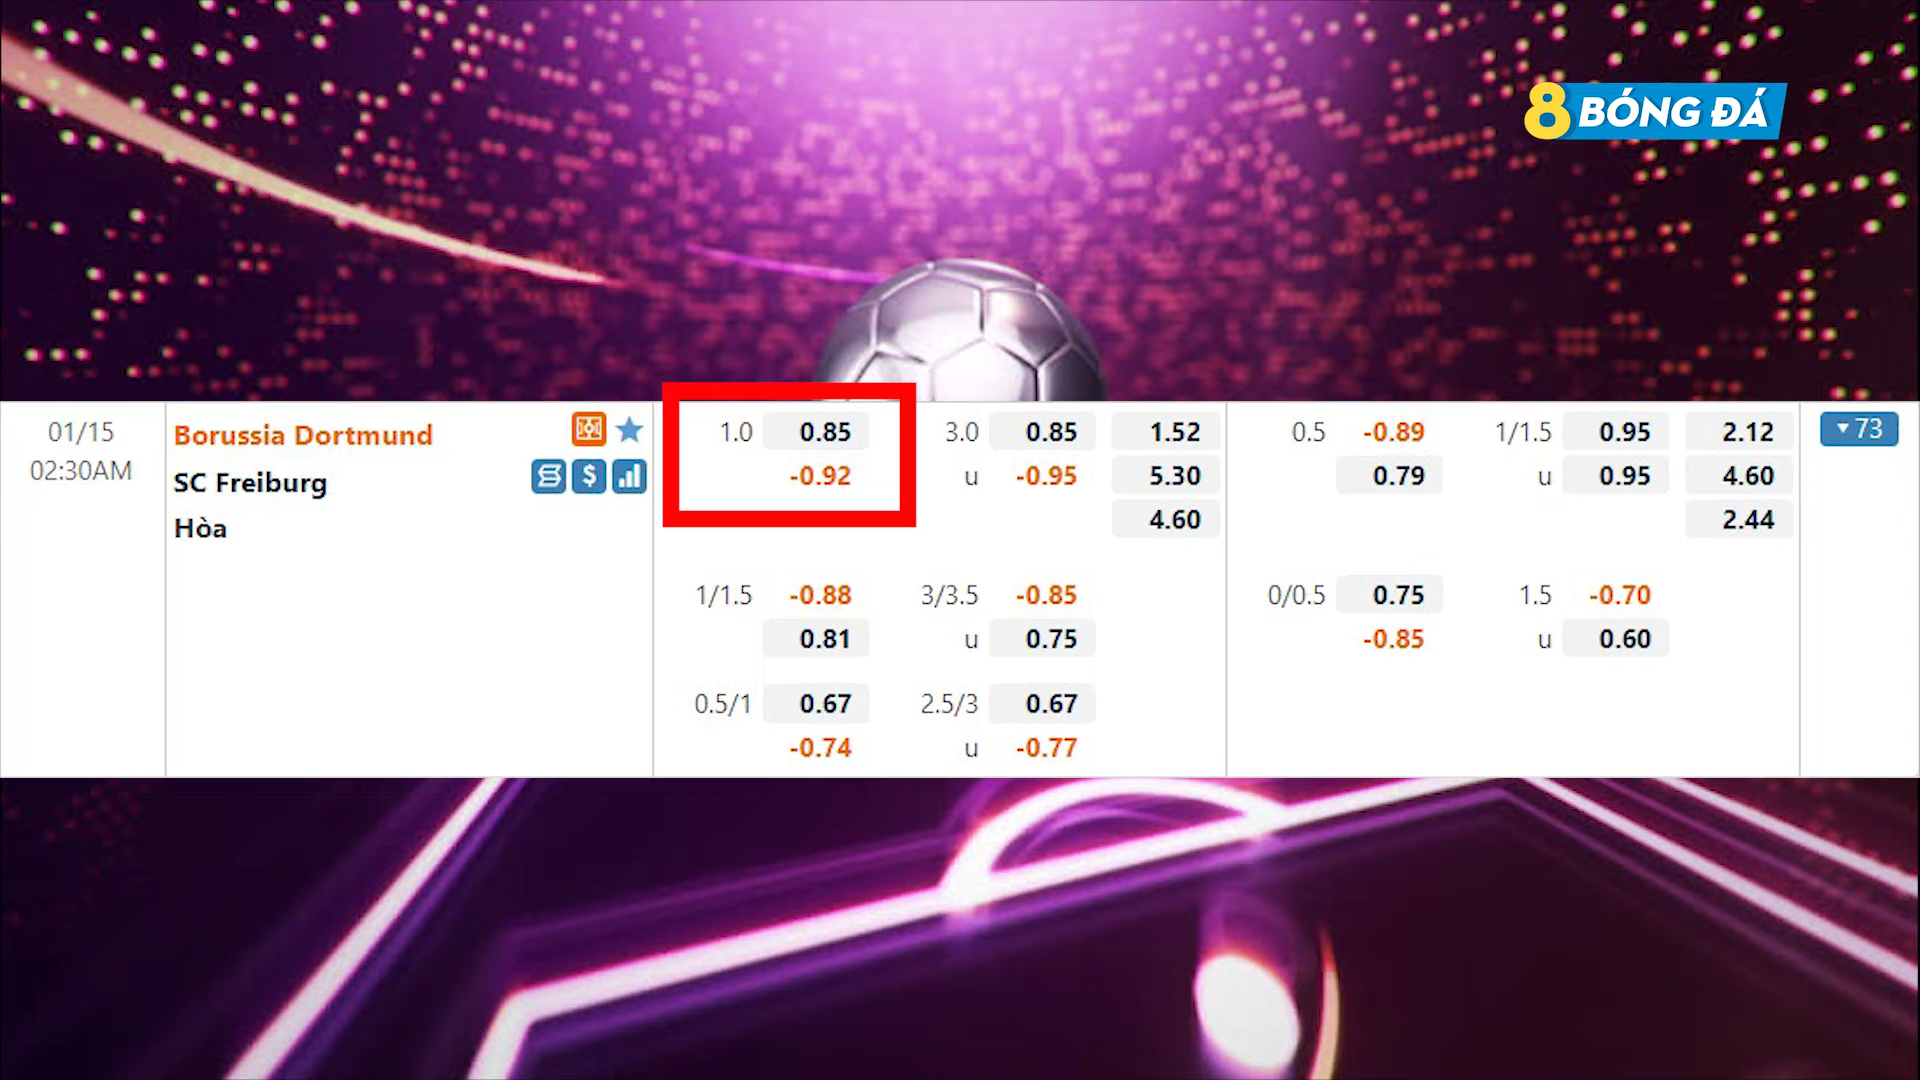 8 BÓNG ĐÁ
01/15 Borussia Dortmund 1.0 0.85 3.0 0.85 1.52 0.5 -0.89 1/1.5 0.95 2.12 73
02:30AM SC Freiburg $ -0.92 u -0.95 5.30 0.79 u 0.95 4.60
Hòa 4.60 2.44
1/1.5 -0.88 3/3.5 -0.85 0/0.5 0.75 1.5 -0.70
0.81 u 0.75 -0.85 u 0.60
0.5/1 0.67 2.5/3 0.67
-0.74 u -0.77